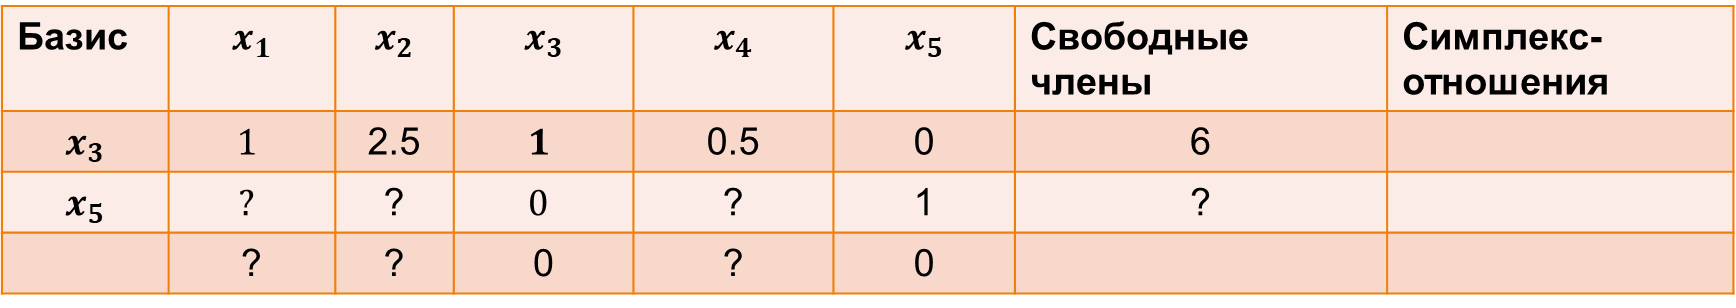 Базис x₁ x₂ x₃ x₄ x₅ Свободные члены Симплекс-отношения
x₃ 1 2.5 1 0.5 0 6
x₅ ? ? 0 ? 1 ?
? ? 0 ? 0